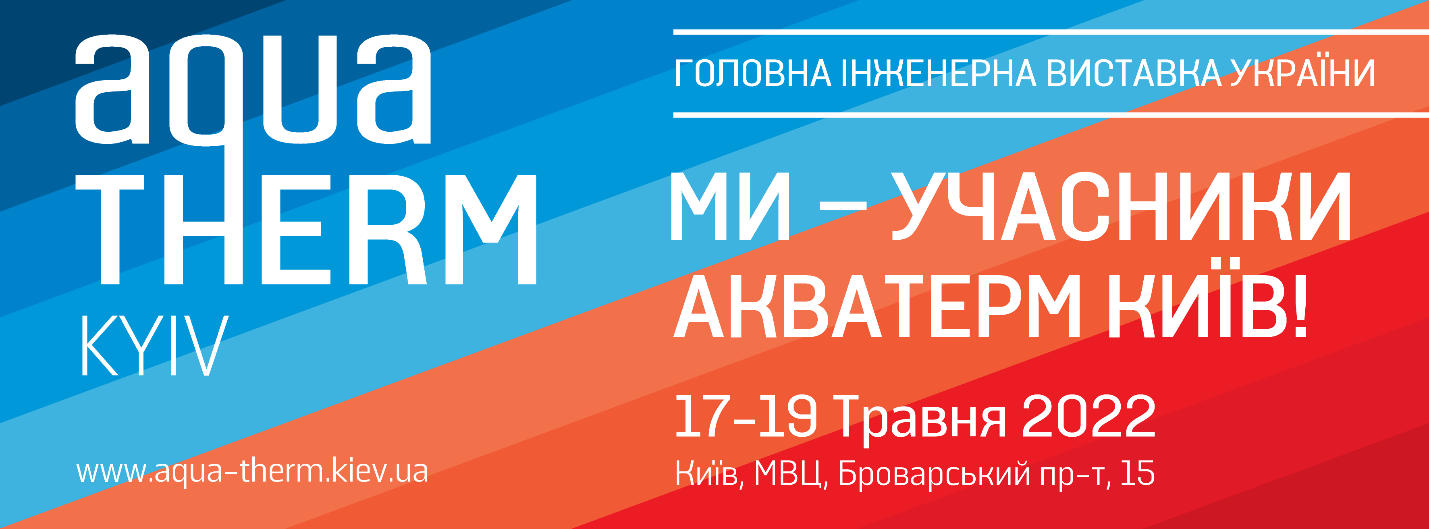 aqua
THERM
KYIV
www.aqua-therm.kiev.ua
ГОЛОВНА ІНЖЕНЕРНА ВИСТАВКА УКРАЇНИ
МИ – УЧАСНИКИ
АКВАТЕРМ КИЇВ!
17-19 Травня 2022
Київ, МВЦ, Броварський пр-т, 15